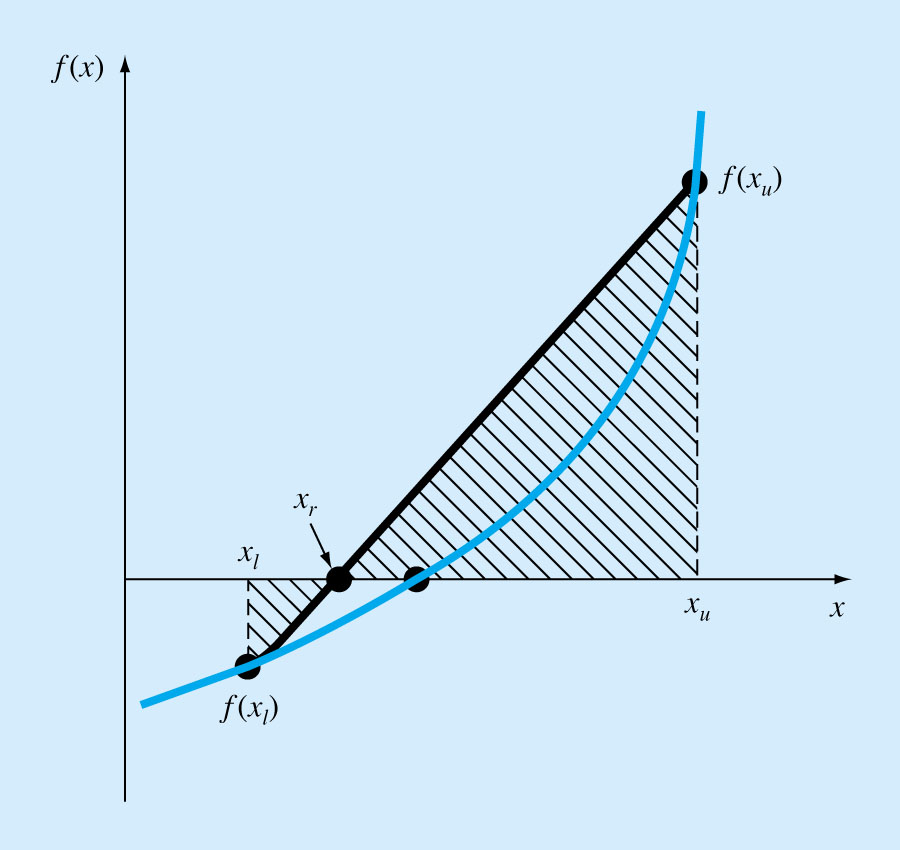 f(x)
f(x_u)
x_r
x_l
x_u
x
f(x_l)